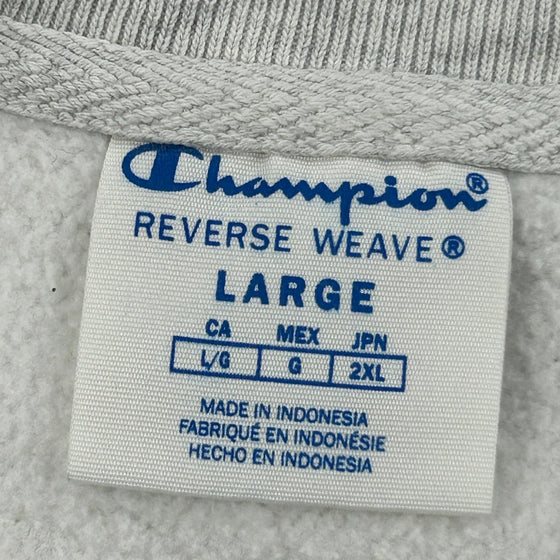 Champion®
REVERSE WEAVE®
LARGE
CA MEX JPN
L/G G 2XL
MADE IN INDONESIA
FABRIQUÉ EN INDONÉSIE
HECHO EN INDONESIA